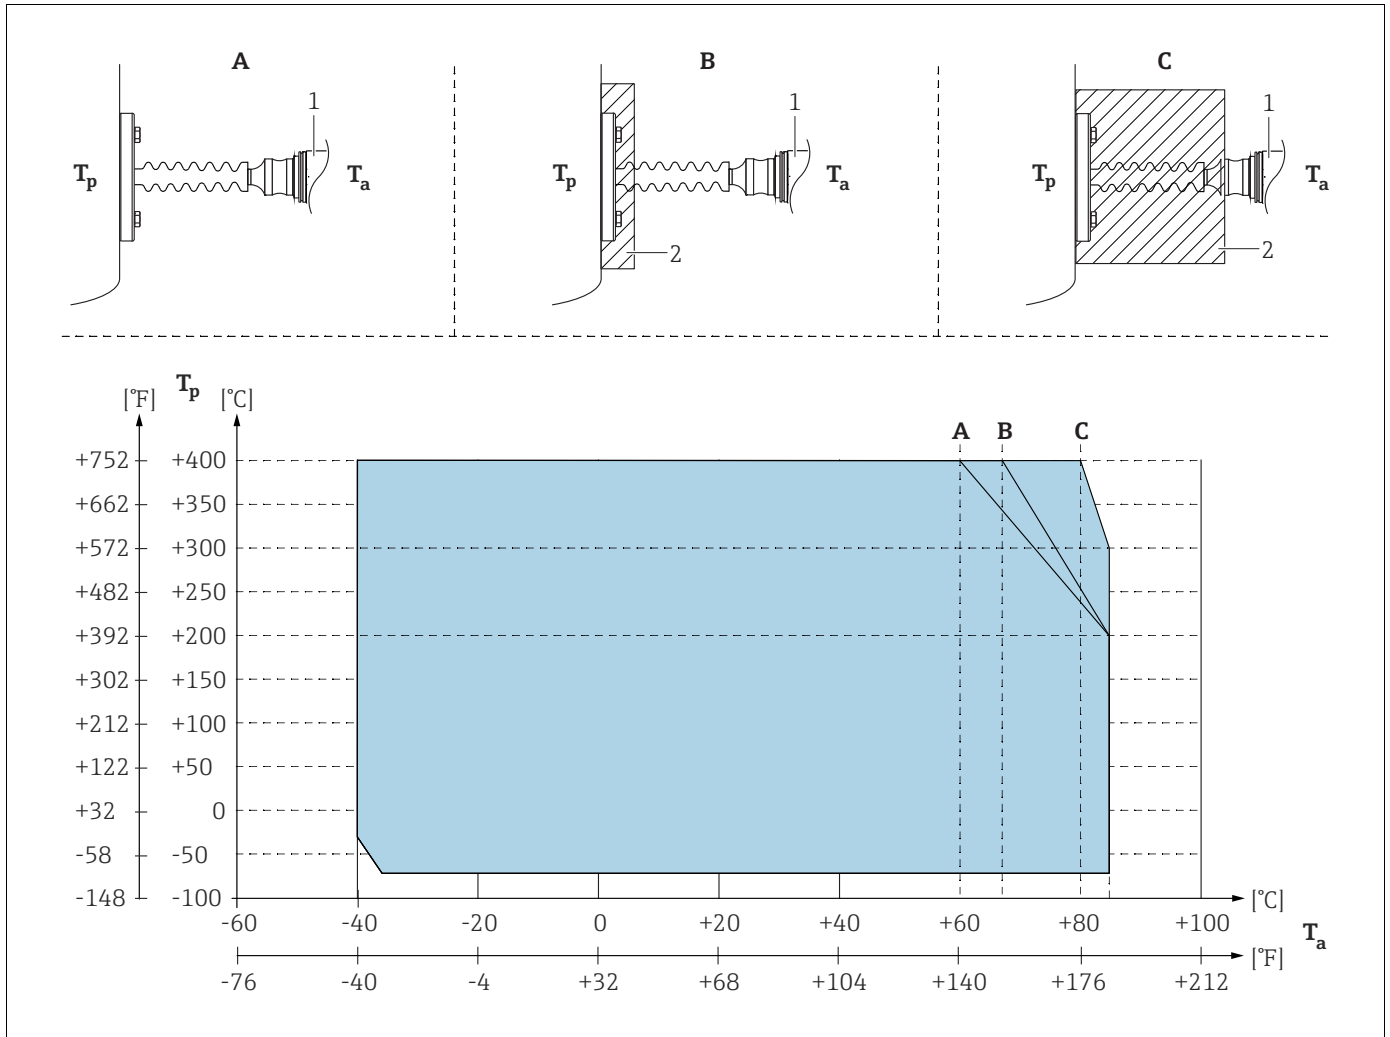 A B C
1 1 1
Tp Ta Tp Ta Tp Ta
2 2
Tp
[°F] [°C]
A B C
+752 +400
+662 +350
+572 +300
+482 +250
+392 +200
+302 +150
+212 +100
+122 +50
+32 0
-58 -50
-148 -100
[°C]
-60 -40 -20 0 +20 +40 +60 +80 +100
Ta
[°F]
-76 -40 -4 +32 +68 +104 +140 +176 +212